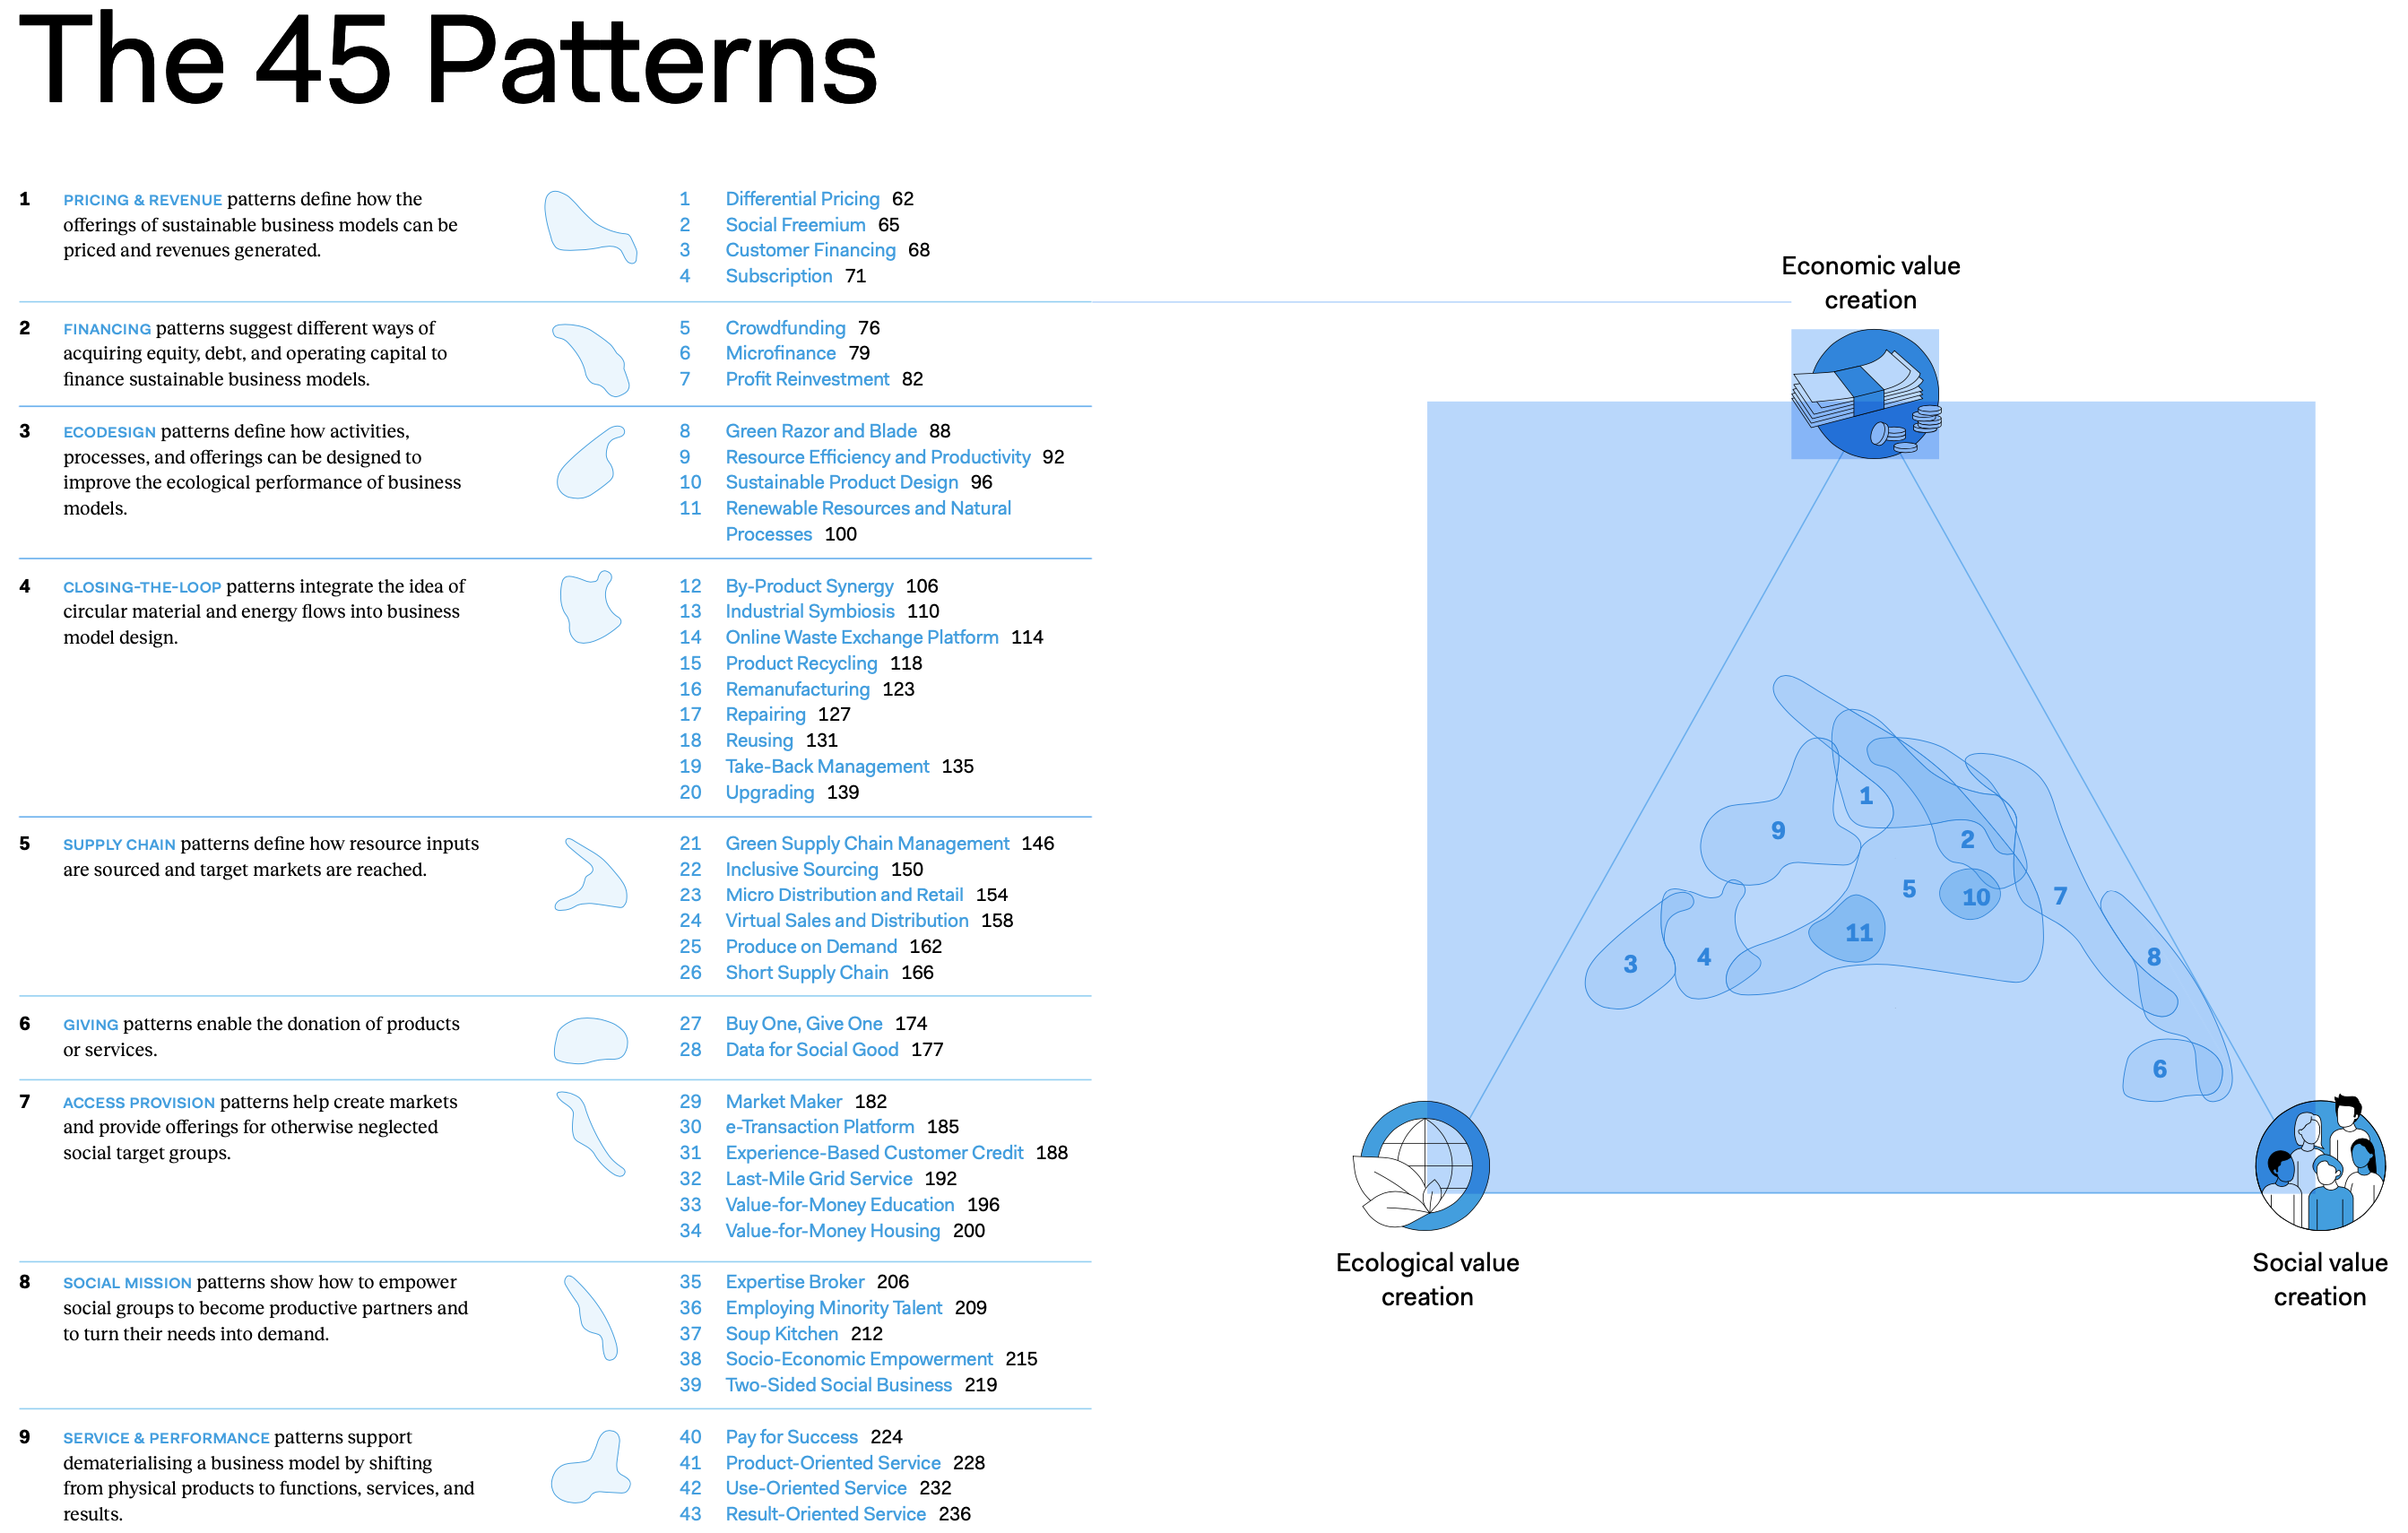 The 45 Patterns
1 PRICING & REVENUE patterns define how the
offerings of sustainable business models can be
priced and revenues generated.
1 Differential Pricing 62
2 Social Freemium 65
3 Customer Financing 68
4 Subscription 71
2 FINANCING patterns suggest different ways of
acquiring equity, debt, and operating capital to
finance sustainable business models.
5 Crowdfunding 76
6 Microfinance 79
7 Profit Reinvestment 82
3 ECODESIGN patterns define how activities,
processes, and offerings can be designed to
improve the ecological performance of business
models.
8 Green Razor and Blade 88
9 Resource Efficiency and Productivity 92
10 Sustainable Product Design 96
11 Renewable Resources and Natural
Processes 100
4 CLOSING-THE-LOOP patterns integrate the idea of
circular material and energy flows into business
model design.
12 By-Product Synergy 106
13 Industrial Symbiosis 110
14 Online Waste Exchange Platform 114
15 Product Recycling 118
16 Remanufacturing 123
17 Repairing 127
18 Reusing 131
19 Take-Back Management 135
20 Upgrading 139
5 SUPPLY CHAIN patterns define how resource inputs
are sourced and target markets are reached.
21 Green Supply Chain Management 146
22 Inclusive Sourcing 150
23 Micro Distribution and Retail 154
24 Virtual Sales and Distribution 158
25 Produce on Demand 162
26 Short Supply Chain 166
6 GIVING patterns enable the donation of products
or services.
27 Buy One, Give One 174
28 Data for Social Good 177
7 ACCESS PROVISION patterns help create markets
and provide offerings for otherwise neglected
social target groups.
29 Market Maker 182
30 e-Transaction Platform 185
31 Experience-Based Customer Credit 188
32 Last-Mile Grid Service 192
33 Value-for-Money Education 196
34 Value-for-Money Housing 200
8 SOCIAL MISSION patterns show how to empower
social groups to become productive partners and
to turn their needs into demand.
35 Expertise Broker 206
36 Employing Minority Talent 209
37 Soup Kitchen 212
38 Socio-Economic Empowerment 215
39 Two-Sided Social Business 219
9 SERVICE & PERFORMANCE patterns support
dematerialising a business model by shifting
from physical products to functions, services, and
results.
40 Pay for Success 224
41 Product-Oriented Service 228
42 Use-Oriented Service 232
43 Result-Oriented Service 236
Economic value
creation
1
9
2
5
10
7
11
3
4
8
6
Ecological value
creation
Social value
creation